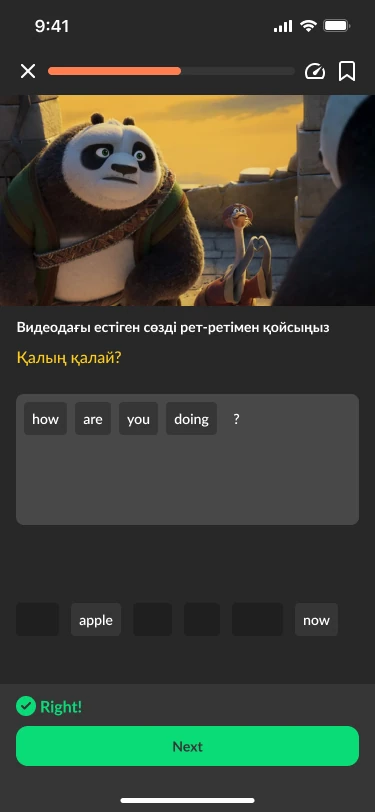 9:41
Видеодағы естіген сөзді рет-ретімен қойсыңыз
Қалың қалай?
how are you doing ?
apple now
Right!
Next